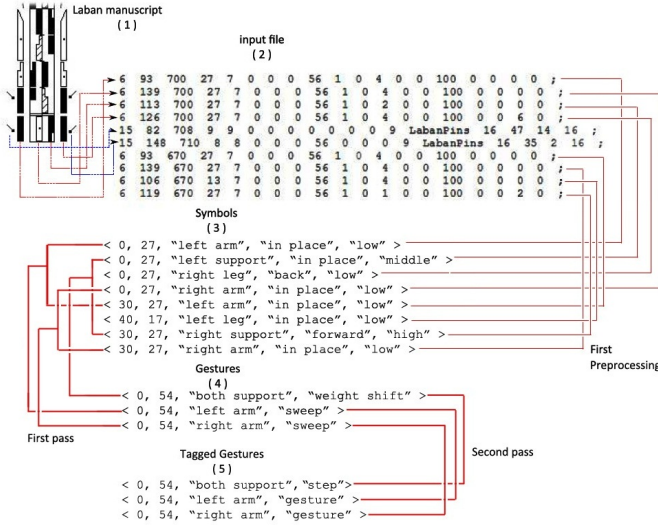 Laban manuscript
( 1 )
input file
( 2 )
6 93 700 27 7 0 0 0 56 1 0 4 0 0 100 0 0 0 0 ;
6 139 700 27 7 0 0 0 56 1 0 4 0 0 100 0 0 0 0 ;
6 113 700 27 7 0 0 0 56 1 0 2 0 0 100 0 0 0 0 ;
6 126 700 27 7 0 0 0 56 1 0 4 0 0 100 0 0 6 0 ;
15 82 708 9 9 0 0 0 0 0 9 LabanPins 16 47 14 16 ;
15 148 710 8 8 0 0 0 56 0 0 9 LabanPins 16 35 2 16 ;
6 93 670 27 7 0 0 0 56 1 0 4 0 0 100 0 0 0 0 ;
6 139 670 27 7 0 0 0 56 1 0 4 0 0 100 0 0 0 0 ;
6 106 670 13 7 0 0 0 56 1 0 4 0 0 100 0 0 0 0 ;
6 119 670 27 7 0 0 0 56 1 0 1 0 0 100 0 0 2 0 ;
Symbols
( 3 )
< 0, 27, “left arm”, “in place”, “low” >
< 0, 27, “left support”, “in place”, “middle” >
< 0, 27, “right leg”, “back”, “low” >
< 0, 27, “right arm”, “in place”, “low” >
< 30, 27, “left arm”, “in place”, “low” >
< 40, 17, “left leg”, “in place”, “low” >
< 30, 27, “right support”, “forward”, “high” >
< 30, 27, “right arm”, “in place”, “low” >
First
Preprocessing
Gestures
( 4 )
< 0, 54, “both support”, “weight shift” >
< 0, 54, “left arm”, “sweep” >
< 0, 54, “right arm”, “sweep” >
First pass
Second pass
Tagged Gestures
( 5 )
< 0, 54, “both support”,“step”>
< 0, 54, “left arm”, “gesture” >
< 0, 54, “right arm”, “gesture” >